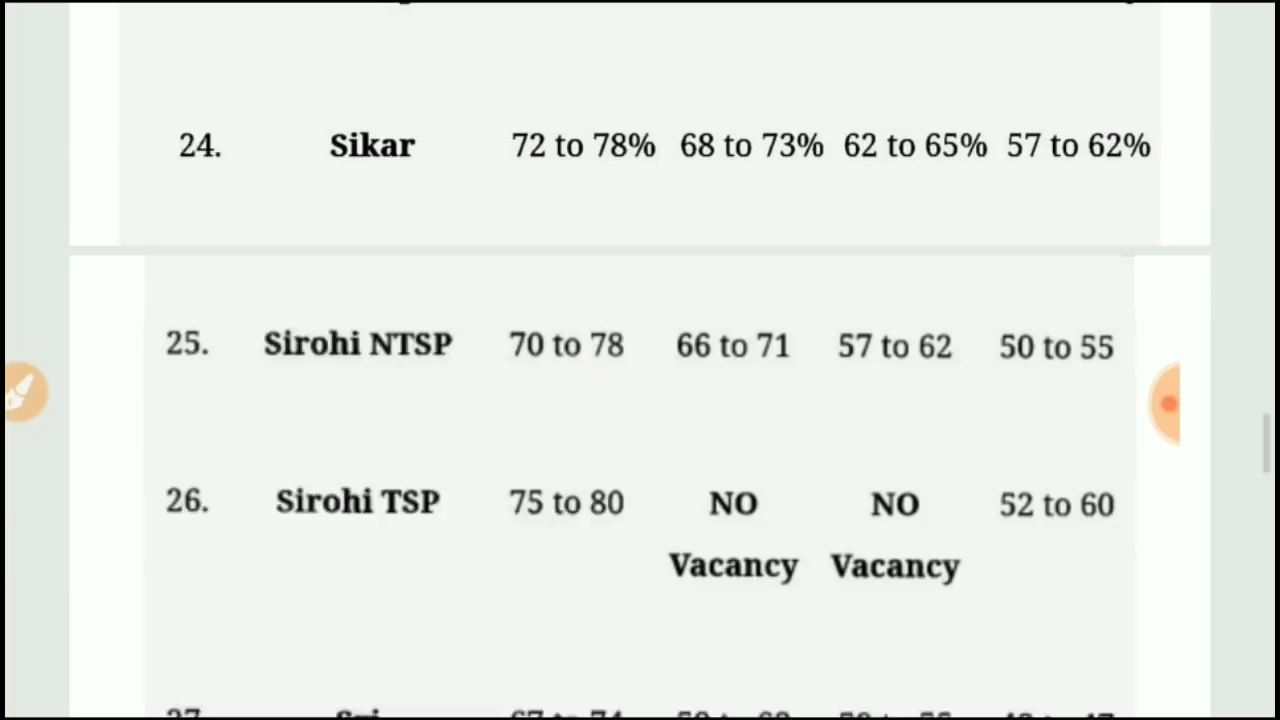 24. Sikar 72 to 78% 68 to 73% 62 to 65% 57 to 62%
25. Sirohi NTSP 70 to 78 66 to 71 57 to 62 50 to 55
26. Sirohi TSP 75 to 80 NO NO 52 to 60
Vacancy Vacancy